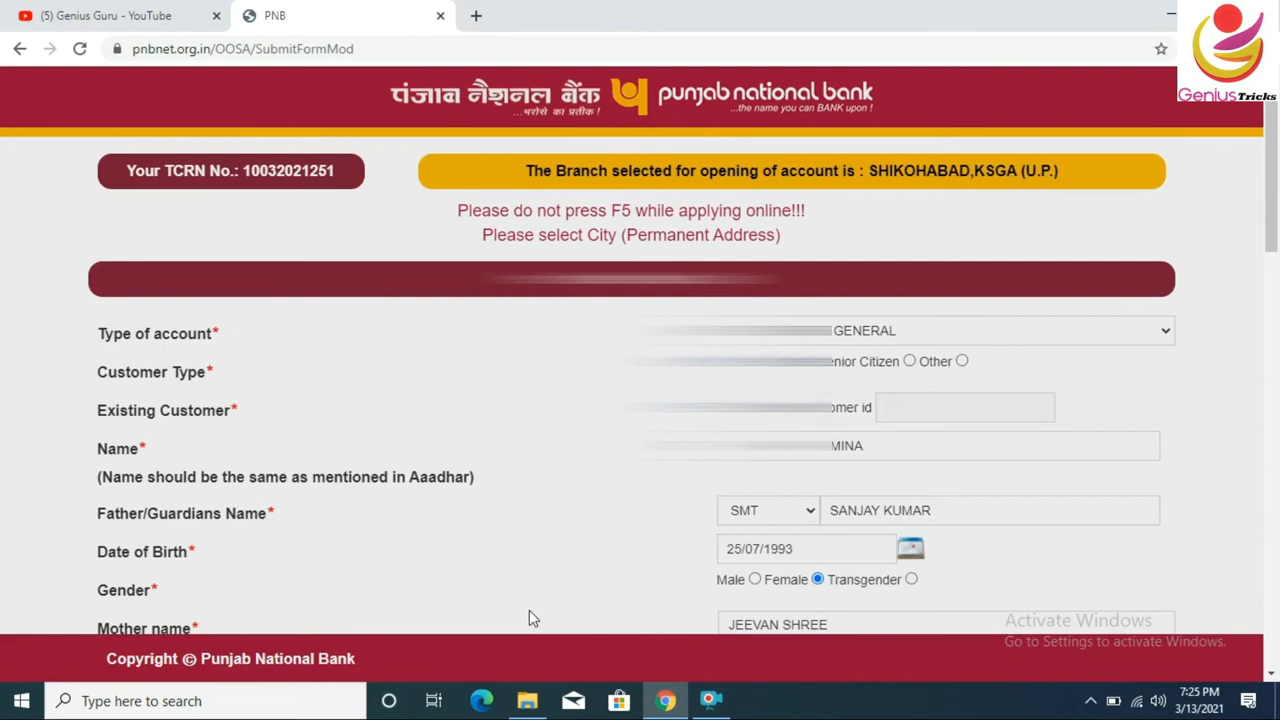 (5) Genius Guru - YouTube
PNB
pnbnet.org.in/OOSA/SubmitFormMod
Genius Tricks
पंजाब नैशनल बैंक
...भरोसे का प्रतीक!
punjab national bank
...the name you can BANK upon!
Your TCRN No.: 10032021251
The Branch selected for opening of account is : SHIKOHABAD,KSGA (U.P.)
Please do not press F5 while applying online!!!
Please select City (Permanent Address)
Type of account* GENERAL
Customer Type* Citizen Other
Existing Customer* id
Name* MINA
(Name should be the same as mentioned in Aaadhar)
Father/Guardians Name* SMT SANJAY KUMAR
Date of Birth* 25/07/1993
Gender* Male Female Transgender
Mother name* JEEVAN SHREE
Activate Windows
Go to Settings to activate Windows.
Copyright © Punjab National Bank
Type here to search
7:25 PM
3/13/2021